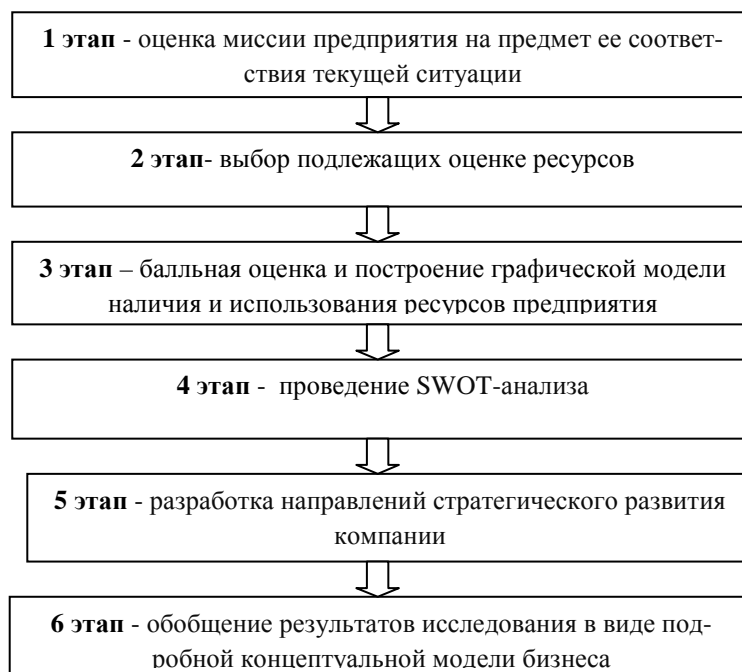 1 этап - оценка миссии предприятия на предмет ее соответ-
ствия текущей ситуации
2 этап- выбор подлежащих оценке ресурсов
3 этап – балльная оценка и построение графической модели
наличия и использования ресурсов предприятия
4 этап - проведение SWOT-анализа
5 этап - разработка направлений стратегического развития
компании
6 этап - обобщение результатов исследования в виде под-
робной концептуальной модели бизнеса